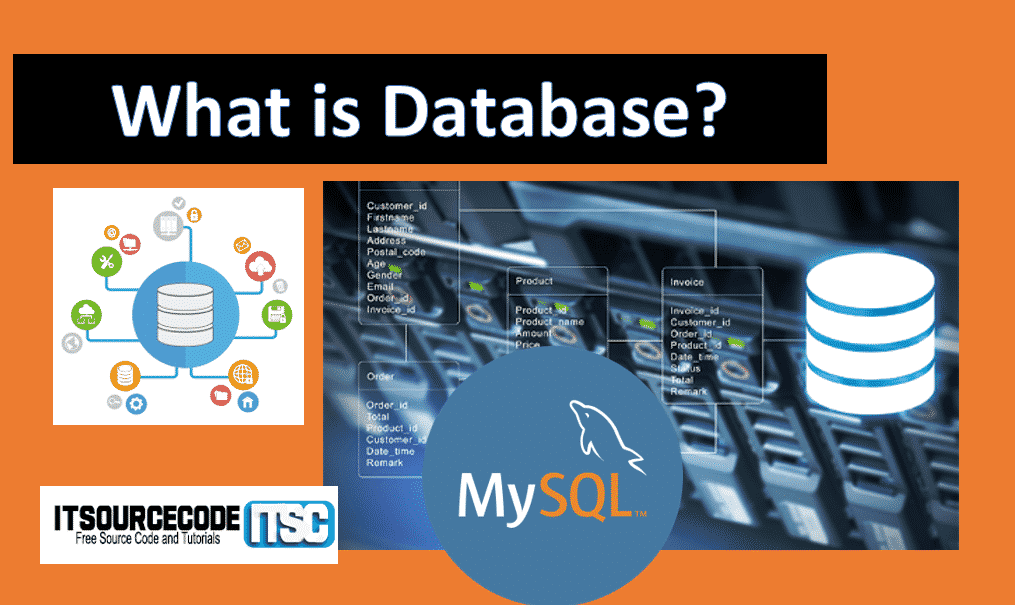 What is Database?
Customer_id
Firstname
Lastname
Address
Postal_code
Age
Gender
Email
Order_id
Invoice_id
Product
Product_id
Product_name
Amount
Price
Invoice
Invoice_id
Customer_id
Order_id
Product_id
Date_time
Status
Total
Remark
Order
Order_id
Total
Product_id
Customer_id
Date_time
Remark
MySQL™
ITSOURCECODE ITSC
Free Source Code and Tutorials